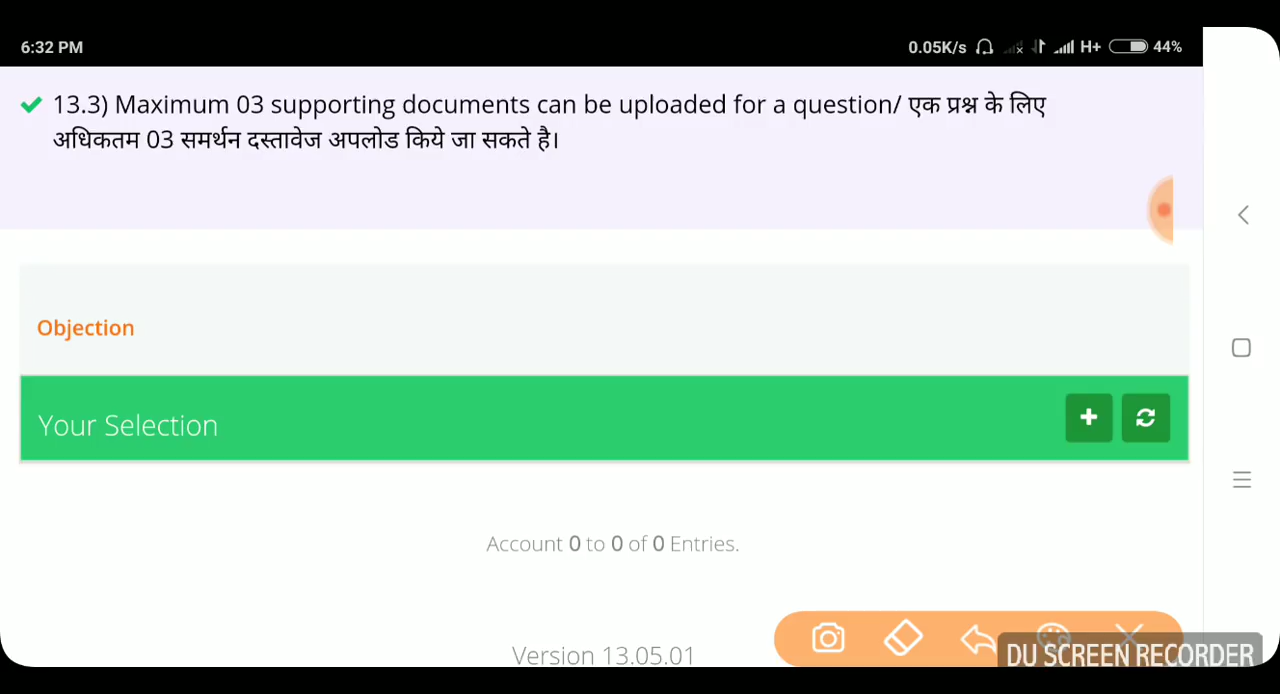 6:32 PM
0.05K/s H+ 44%
13.3) Maximum 03 supporting documents can be uploaded for a question/ एक प्रश्न के लिए
अधिकतम 03 समर्थन दस्तावेज अपलोड किये जा सकते है।
Objection
Your Selection
Account 0 to 0 of 0 Entries.
Version 13.05.01
DU SCREEN RECORDER